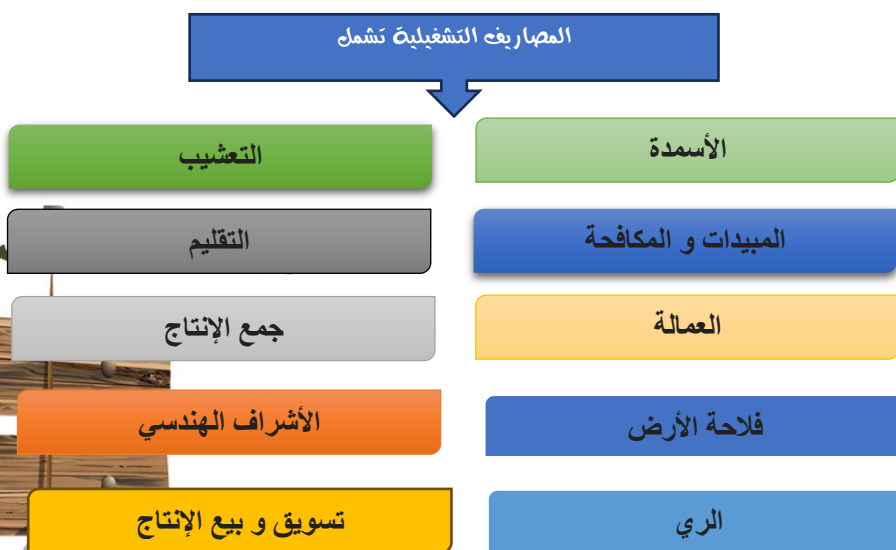 المصاريف التشغيلية تشمل
الأسمدة
التعشيب
المبيدات و المكافحة
التقليم
العمالة
جمع الإنتاج
فلاحة الأرض
الأشراف الهندسي
الري
تسويق و بيع الإنتاج